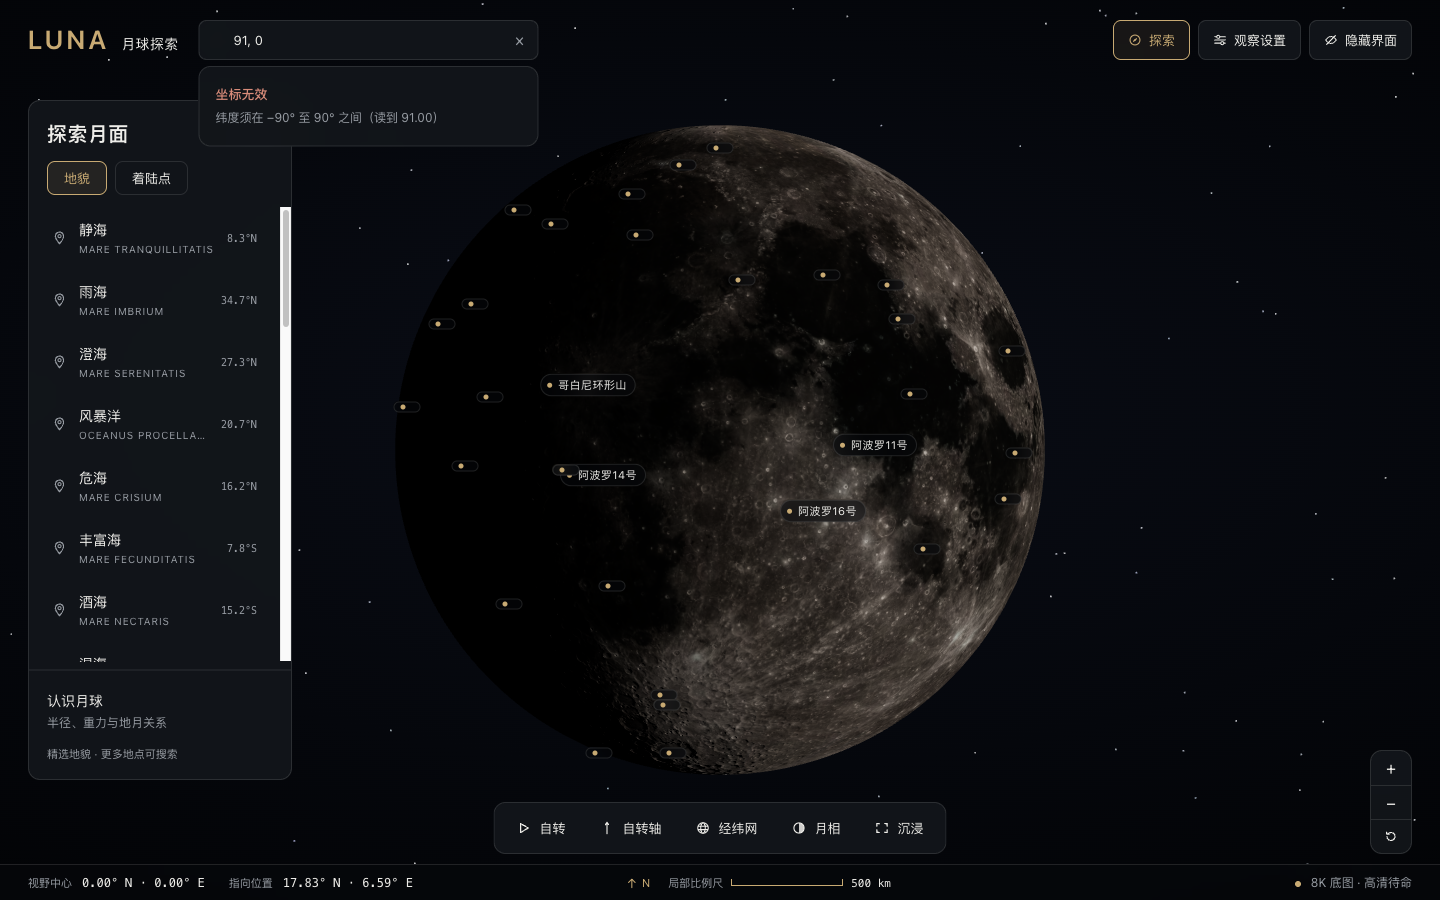 LUNA 月球探索
91, 0
探索
观察设置
隐藏界面
坐标无效
纬度须在 −90° 至 90° 之间（读到 91.00）
探索月面
地貌
着陆点
静海
MARE TRANQUILLITATIS
8.3°N
雨海
MARE IMBRIUM
34.7°N
澄海
MARE SERENITATIS
27.3°N
风暴洋
OCEANUS PROCELLA...
20.7°N
危海
MARE CRISIUM
16.2°N
丰富海
MARE FECUNDITATIS
7.8°S
酒海
MARE NECTARIS
15.2°S
认识月球
半径、重力与地月关系
精选地貌 · 更多地点可搜索
哥白尼环形山
阿波罗11号
阿波罗14号
阿波罗16号
自转
自转轴
经纬网
月相
沉浸
视野中心 0.00° N · 0.00° E
指向位置 17.83° N · 6.59° E
N
局部比例尺
500 km
8K 底图 · 高清待命